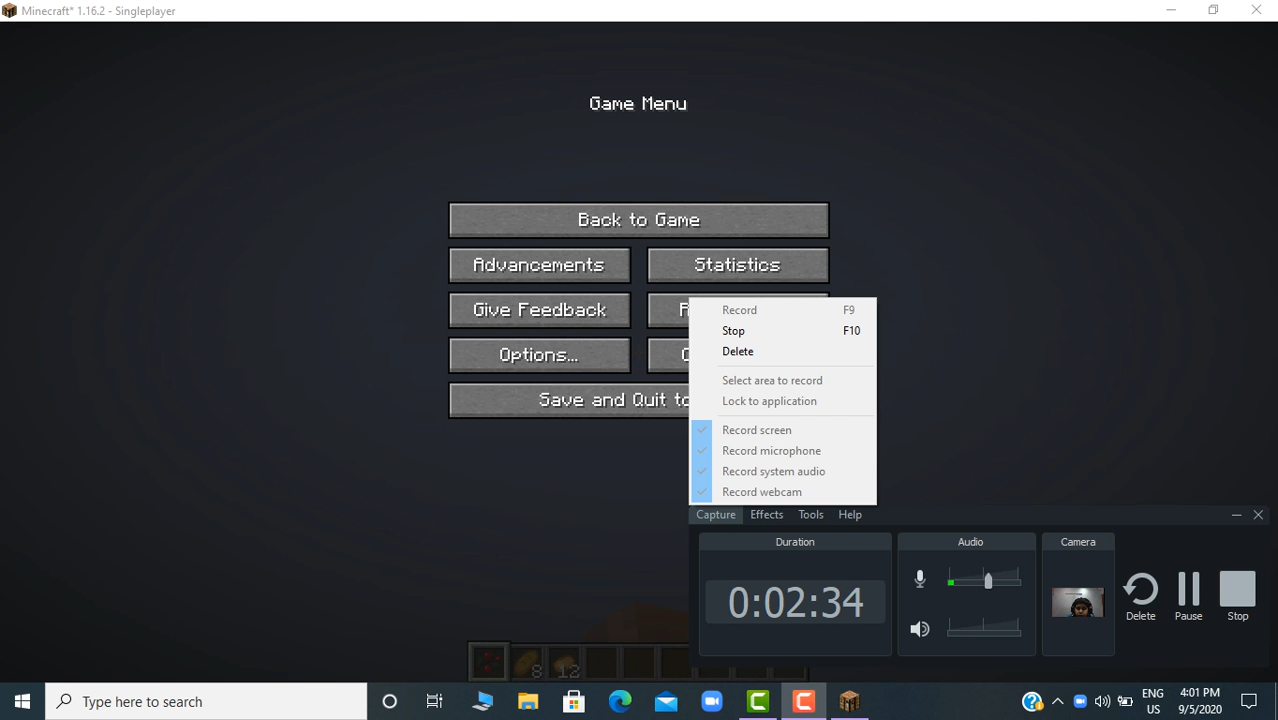 Minecraft* 1.16.2 - Singleplayer
Game Menu
Back to Game
Advancements
Statistics
Give Feedback
Options...
Save and Quit to
Record F9
Stop F10
Delete
Select area to record
Lock to application
Record screen
Record microphone
Record system audio
Record webcam
Capture Effects Tools Help
Duration
Audio
Camera
0:02:34
Delete
Pause
Stop
8
12
Type here to search
ENG
US
4:01 PM
9/5/2020